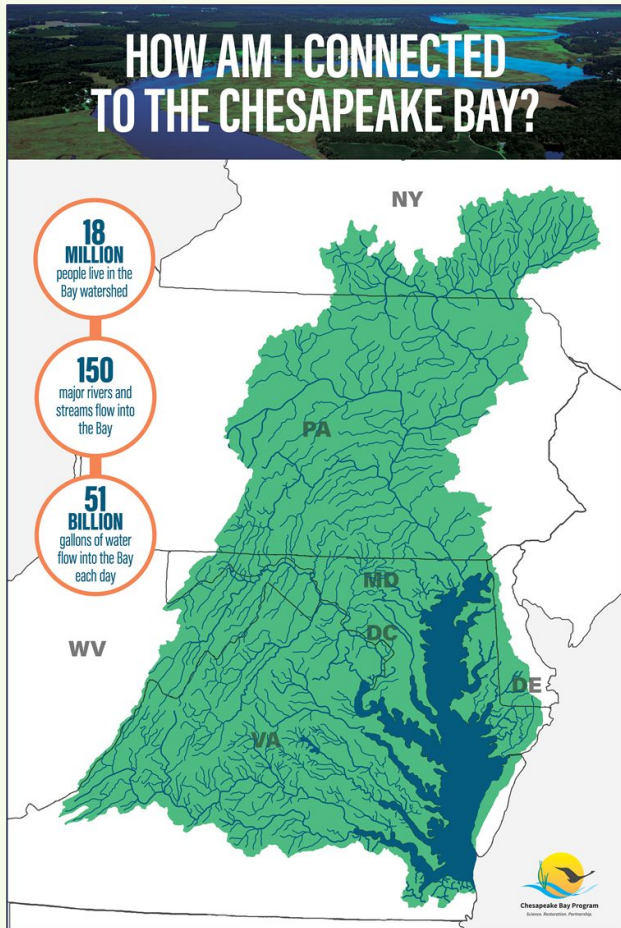 HOW AM I CONNECTED
TO THE CHESAPEAKE BAY?
NY
18
MILLION
people live in the
Bay watershed
150
major rivers and
streams flow into
the Bay
PA
51
BILLION
gallons of water
flow into the Bay
each day
MD
DC
WV
DE
VA
Chesapeake Bay Program
Science. Restoration. Partnership.